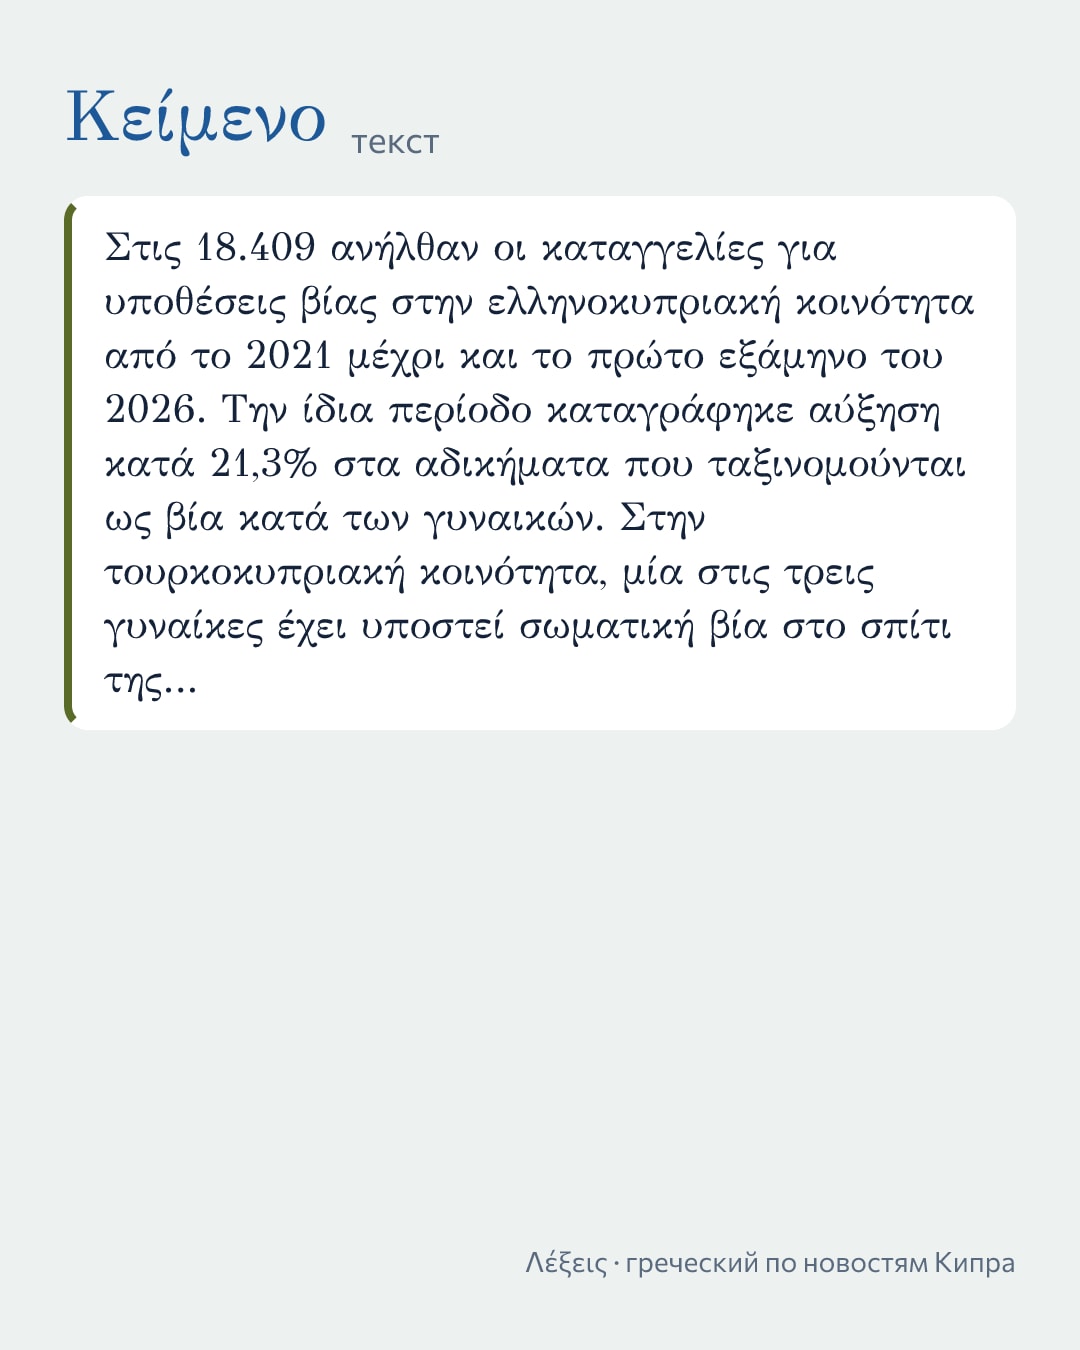 Κείμενο текст
Στις 18.409 ανήλθαν οι καταγγελίες για
υποθέσεις βίας στην ελληνοκυπριακή κοινότητα
από το 2021 μέχρι και το πρώτο εξάμηνο του
2026. Την ίδια περίοδο καταγράφηκε αύξηση
κατά 21,3% στα αδικήματα που ταξινομούνται
ως βία κατά των γυναικών. Στην
τουρκοκυπριακή κοινότητα, μία στις τρεις
γυναίκες έχει υποστεί σωματική βία στο σπίτι
της...
Λέξεις · греческий по новостям Кипра